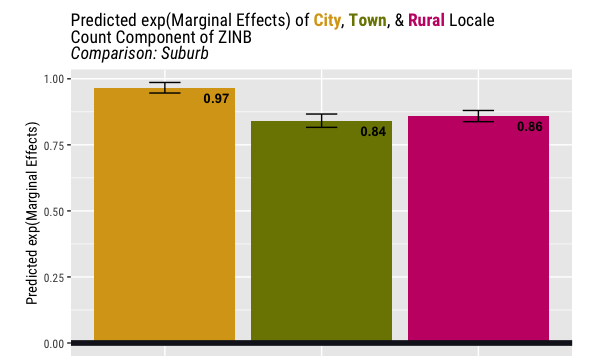 Predicted exp(Marginal Effects) of City, Town, & Rural Locale
Count Component of ZINB
Comparison: Suburb
Predicted exp(Marginal Effects)
1.00
0.75
0.50
0.25
0.00
0.97
0.84
0.86